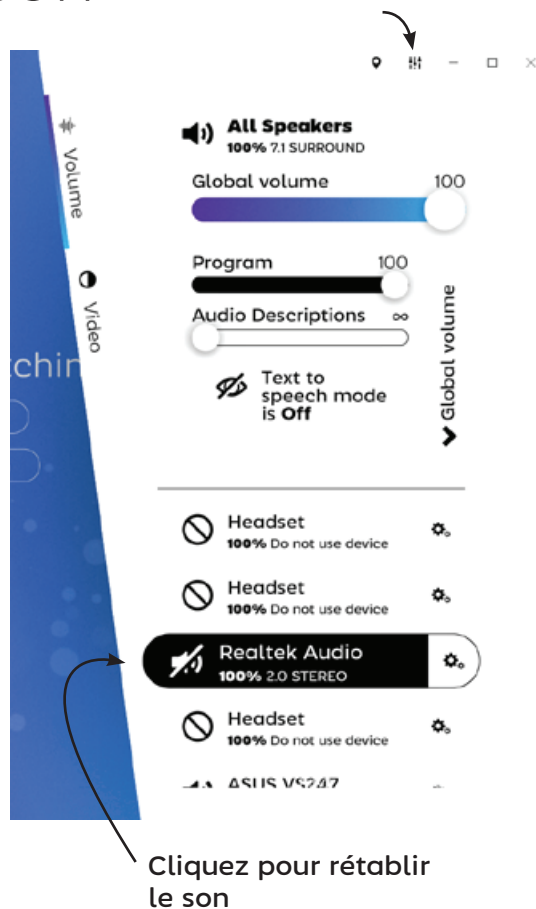 All Speakers
100% 7.1 SURROUND
Volume
Global volume 100
Program 100
Video
Audio Descriptions ∞
Global volume
Text to
speech mode
is Off
Headset
100% Do not use device
Headset
100% Do not use device
Realtek Audio
100% 2.0 STEREO
Headset
100% Do not use device
ASUS VS247
Cliquez pour rétablir
le son